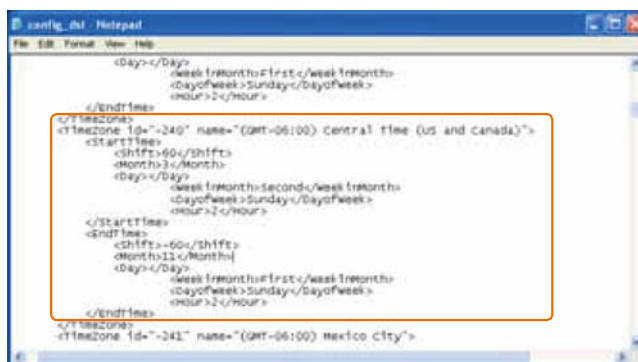 config_dst - Notepad
File Edit Format View Help
<Day></Day>
<WeekinMonth>First</WeekinMonth>
<DayofWeek>Sunday</DayofWeek>
<Hour>2</Hour>
</EndTime>
</TimeZone>
<TimeZone id="-240" name="(GMT-06:00) Central Time (US and Canada)">
<StartTime>
<Shift>60</Shift>
<Month>3</Month>
<Day></Day>
<WeekinMonth>Second</WeekinMonth>
<DayofWeek>Sunday</DayofWeek>
<Hour>2</Hour>
</StartTime>
<EndTime>
<Shift>-60</Shift>
<Month>11</Month>
<Day></Day>
<WeekinMonth>First</WeekinMonth>
<DayofWeek>Sunday</DayofWeek>
<Hour>2</Hour>
</EndTime>
</TimeZone>
<TimeZone id="-241" name="(GMT-06:00) Mexico City">